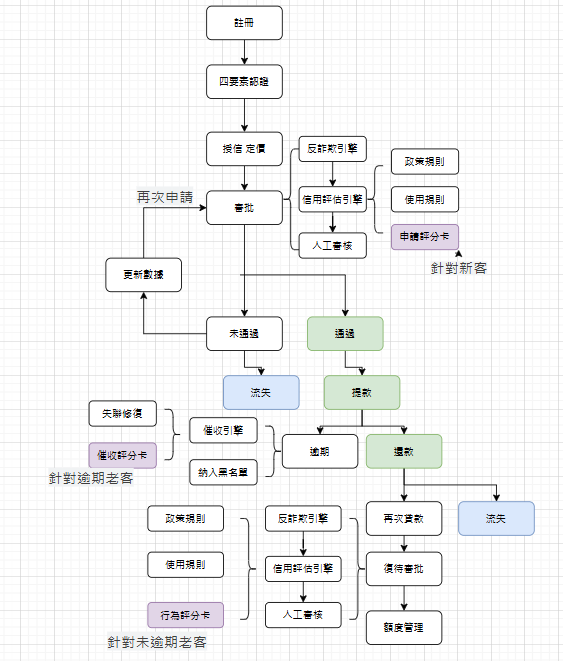 註冊
四要素認證
授信 定價
反詐欺引擎
政策規則
再次申請
審批
信用評估引擎
使用規則
人工審核
申請評分卡
針對新客
更新數據
未通過
通過
流失
提款
失聯修復
催收引擎
催收評分卡
逾期
還款
納入黑名單
針對逾期老客
政策規則
反詐欺引擎
再次貸款
流失
使用規則
信用評估引擎
復待審批
行為評分卡
人工審核
額度管理
針對未逾期老客